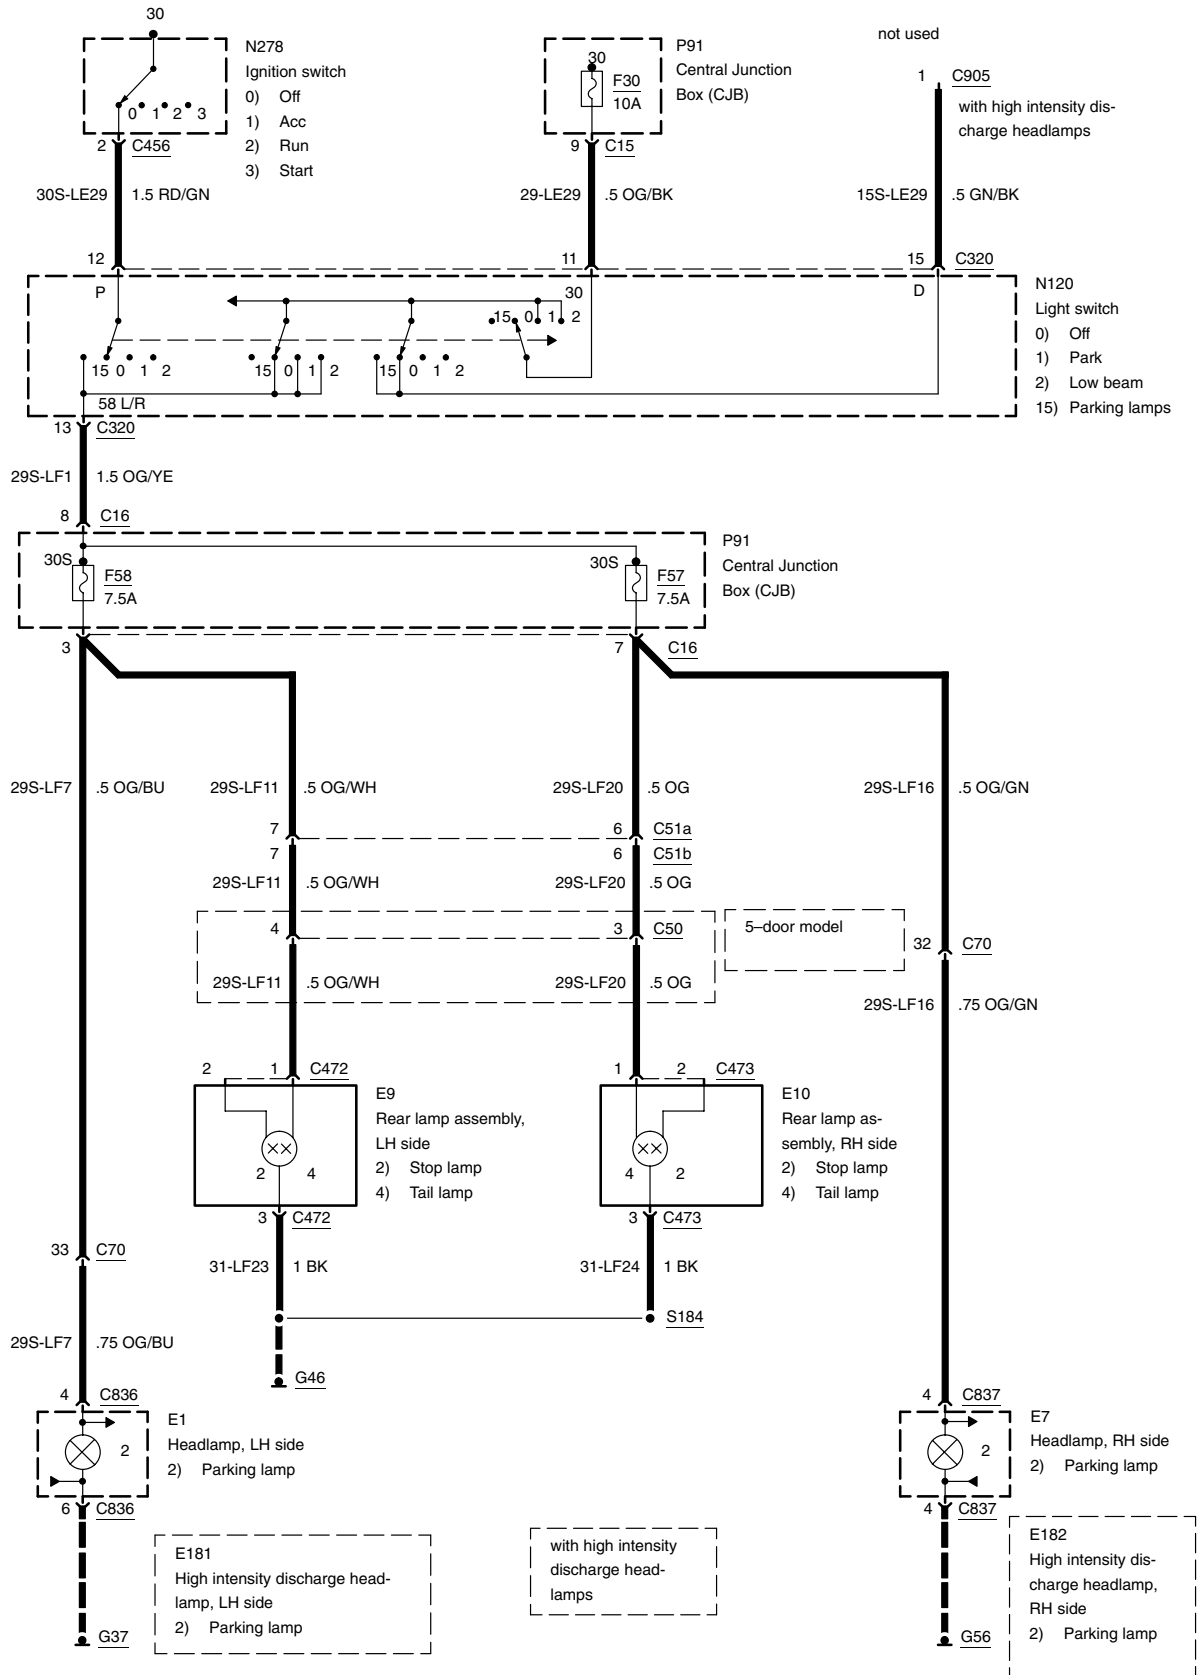 30
N278
Ignition switch
0) Off
1) Acc
2) Run
3) Start
0 1 2 3
2 C456
30S-LE29 1.5 RD/GN
30
F30
10A
P91
Central Junction
Box (CJB)
9 C15
29-LE29 .5 OG/BK
not used
1 C905
with high intensity dis-
charge headlamps
15S-LE29 .5 GN/BK
12 11 15 C320
P 30 D
15 0 1 2
15 0 1 2
15 0 1 2
15 0 1 2
58 L/R
N120
Light switch
0) Off
1) Park
2) Low beam
15) Parking lamps
13 C320
29S-LF1 1.5 OG/YE
8 C16
30S
F58
7.5A
30S
F57
7.5A
P91
Central Junction
Box (CJB)
3 7 C16
29S-LF7 .5 OG/BU
29S-LF11 .5 OG/WH
29S-LF20 .5 OG
29S-LF16 .5 OG/GN
7 6 C51a
7 6 C51b
29S-LF11 .5 OG/WH
29S-LF20 .5 OG
4 3 C50
5–door model
32 C70
29S-LF11 .5 OG/WH
29S-LF20 .5 OG
29S-LF16 .75 OG/GN
2 1 C472
1 2 C473
E9
Rear lamp assembly,
LH side
2) Stop lamp
4) Tail lamp
2 4
E10
Rear lamp as-
sembly, RH side
2) Stop lamp
4) Tail lamp
4 2
3 C472
3 C473
33 C70
31-LF23 1 BK
31-LF24 1 BK
S184
29S-LF7 .75 OG/BU
G46
4 C836
4 C837
E1
Headlamp, LH side
2) Parking lamp
2
E7
Headlamp, RH side
2) Parking lamp
2
6 C836
4 C837
E181
High intensity discharge head-
lamp, LH side
2) Parking lamp
with high intensity
discharge head-
lamps
E182
High intensity dis-
charge headlamp,
RH side
2) Parking lamp
G37
G56